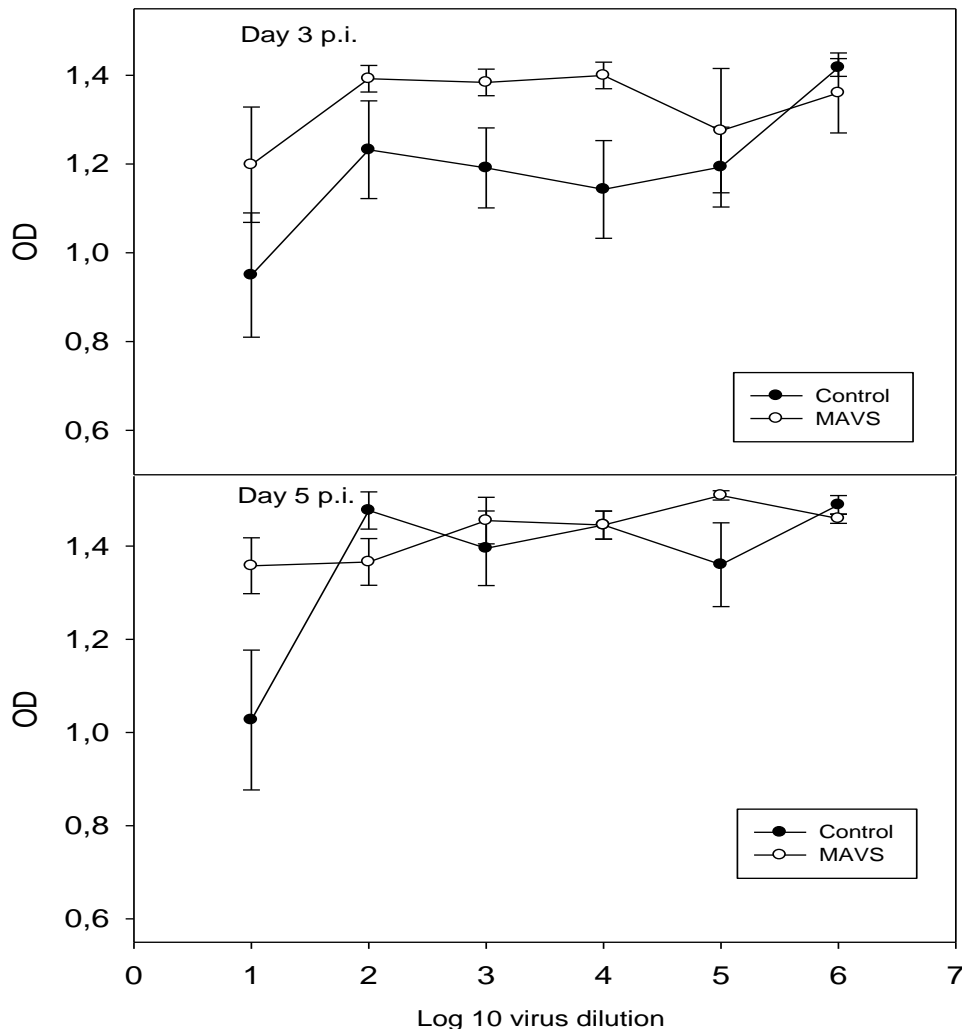 Day 3 p.i.
1,4
1,2
1,0
0,8
0,6
OD
Control
MAVS
Day 5 p.i.
1,4
1,2
1,0
0,8
0,6
OD
Control
MAVS
0 1 2 3 4 5 6 7
Log 10 virus dilution